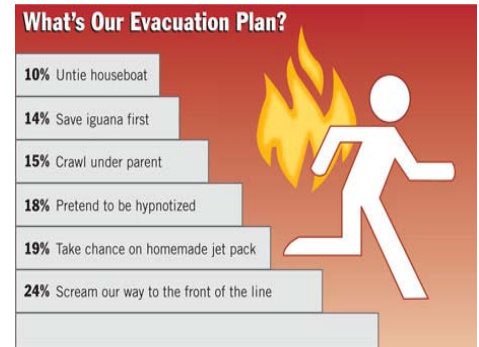 What's Our Evacuation Plan?
10% Untie houseboat
14% Save iguana first
15% Crawl under parent
18% Pretend to be hypnotized
19% Take chance on homemade jet pack
24% Scream our way to the front of the line